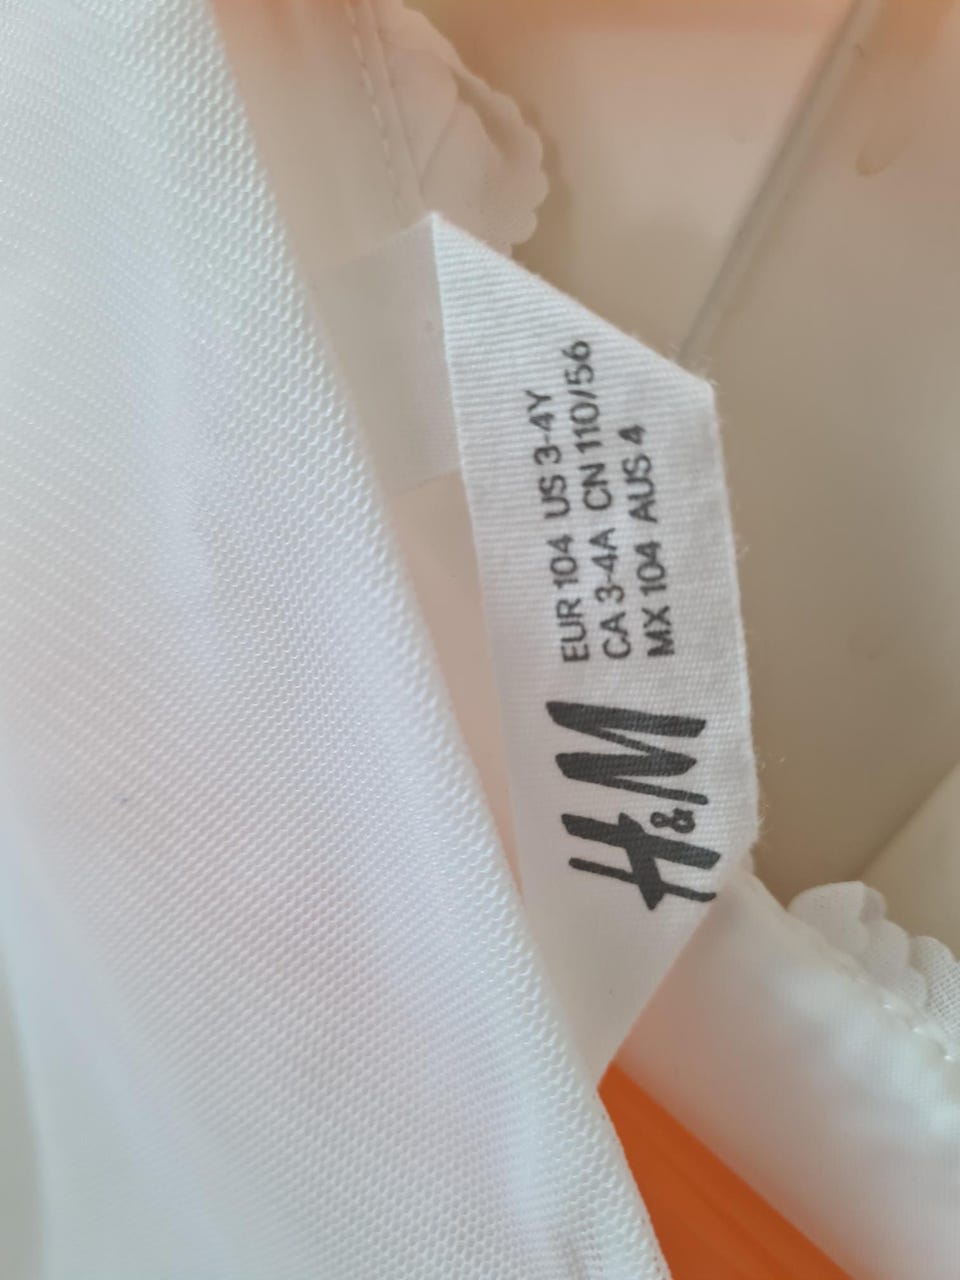 H&M
EUR 104 US 3-4Y
CA 3-4A CN 110/56
MX 104 AUS 4